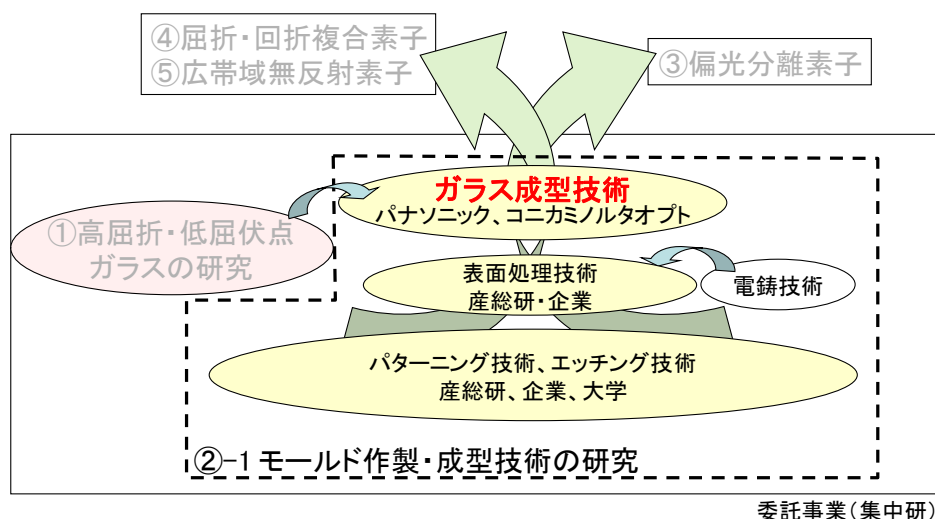 ④屈折・回折複合素子
⑤広帯域無反射素子
③偏光分離素子
ガラス成型技術
パナソニック、コニカミノルタオプト
①高屈折・低屈伏点
ガラスの研究
表面処理技術
産総研・企業
電鋳技術
パターニング技術、エッチング技術
産総研、企業、大学
②-1 モールド作製・成型技術の研究
委託事業(集中研)